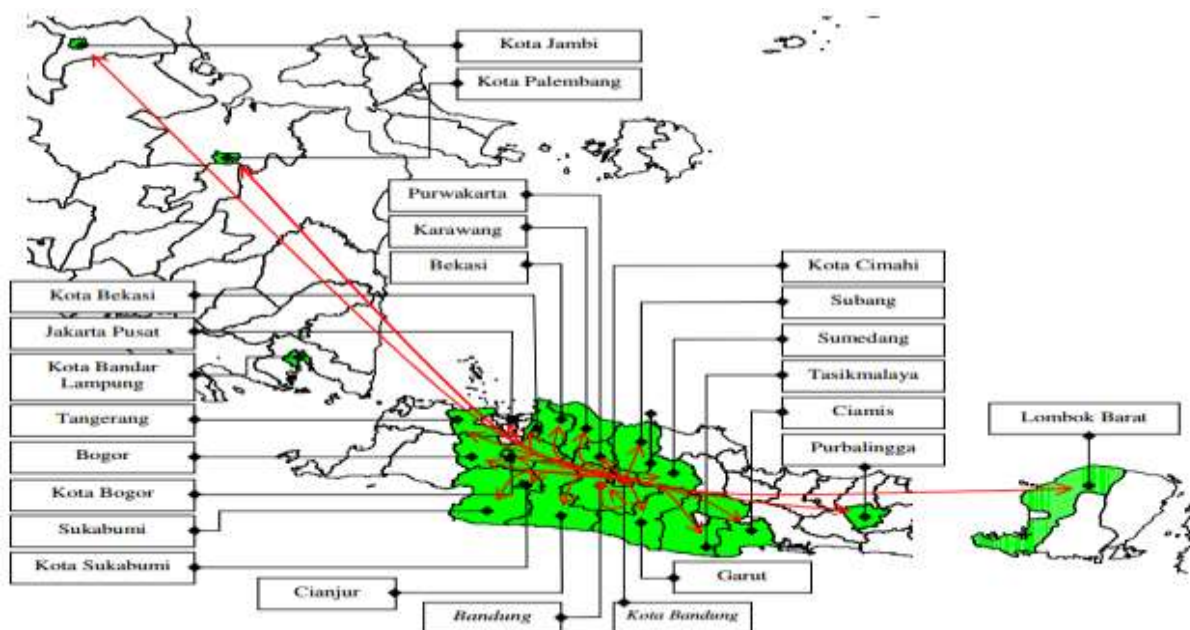 Kota Jambi
Kota Palembang
Purwakarta
Karawang
Bekasi
Kota Cimahi
Kota Bekasi
Subang
Jakarta Pusat
Sumedang
Kota Bandar
Lampung
Tasikmalaya
Tangerang
Ciamis
Lombok Barat
Bogor
Purbalingga
Kota Bogor
Sukabumi
Kota Sukabumi
Garut
Cianjur
Bandung
Kota Bandung